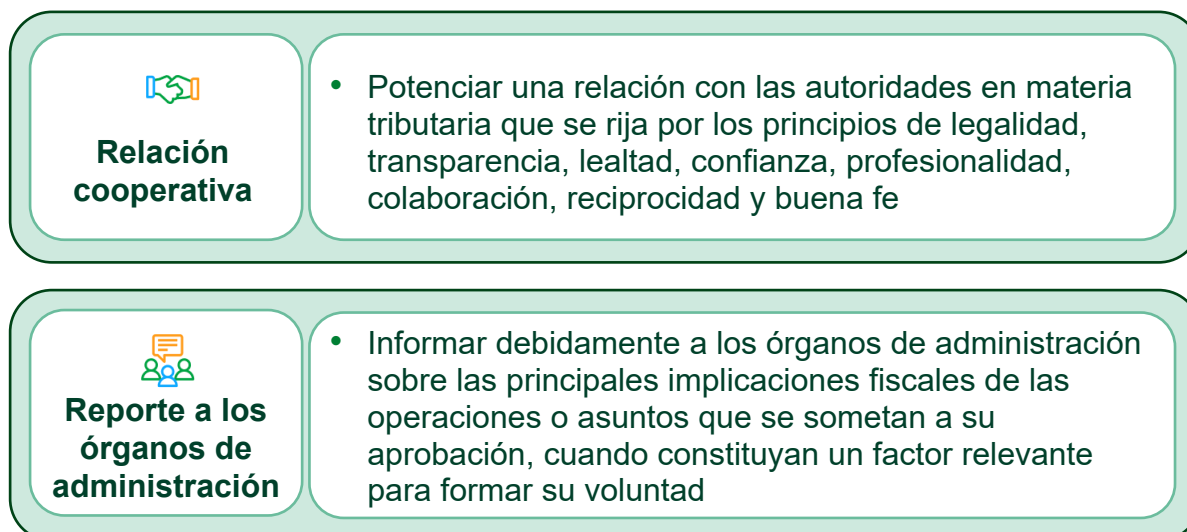 Relación
cooperativa
• Potenciar una relación con las autoridades en materia
tributaria que se rija por los principios de legalidad,
transparencia, lealtad, confianza, profesionalidad,
colaboración, reciprocidad y buena fe
Reporte a los
órganos de
administración
• Informar debidamente a los órganos de administración
sobre las principales implicaciones fiscales de las
operaciones o asuntos que se sometan a su
aprobación, cuando constituyan un factor relevante
para formar su voluntad